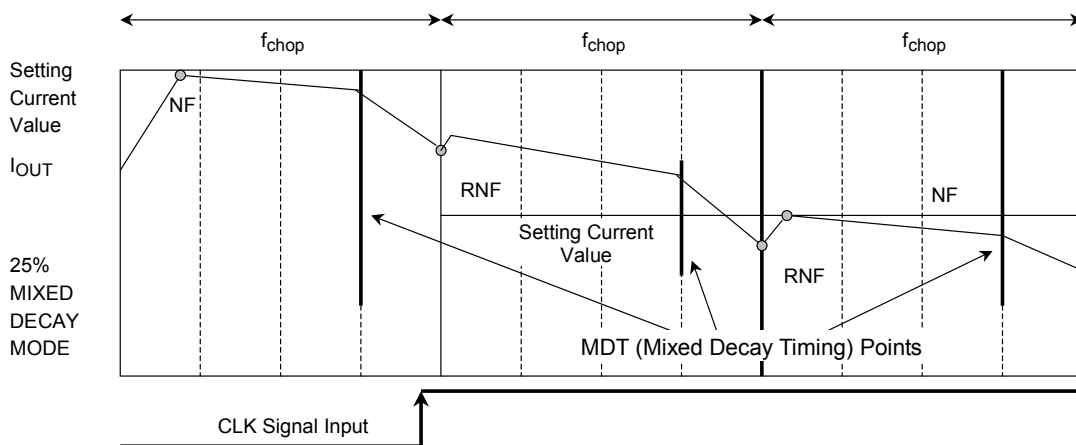 fchop
fchop
fchop
Setting
Current
Value
NF
IOUT
RNF
NF
Setting Current
Value
RNF
25%
MIXED
DECAY
MODE
MDT (Mixed Decay Timing) Points
CLK Signal Input